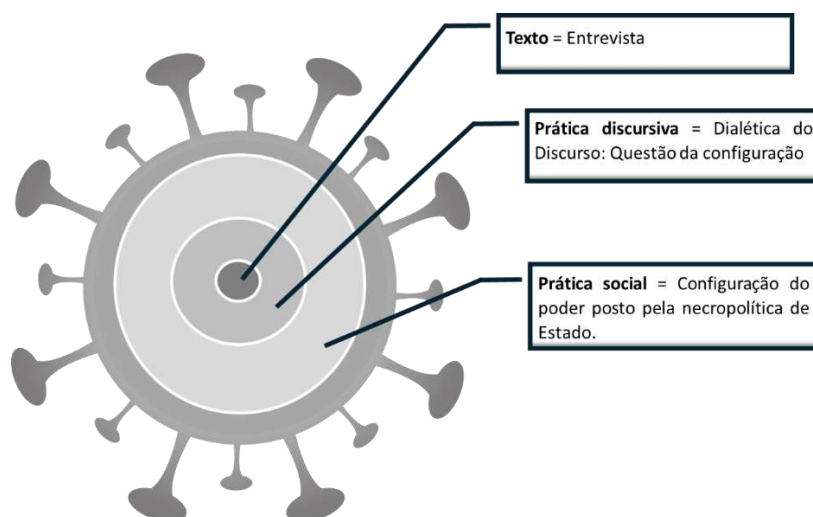 Texto = Entrevista
Prática discursiva = Dialética do
Discurso: Questão da configuração
Prática social = Configuração do
poder posto pela necropolítica de
Estado.